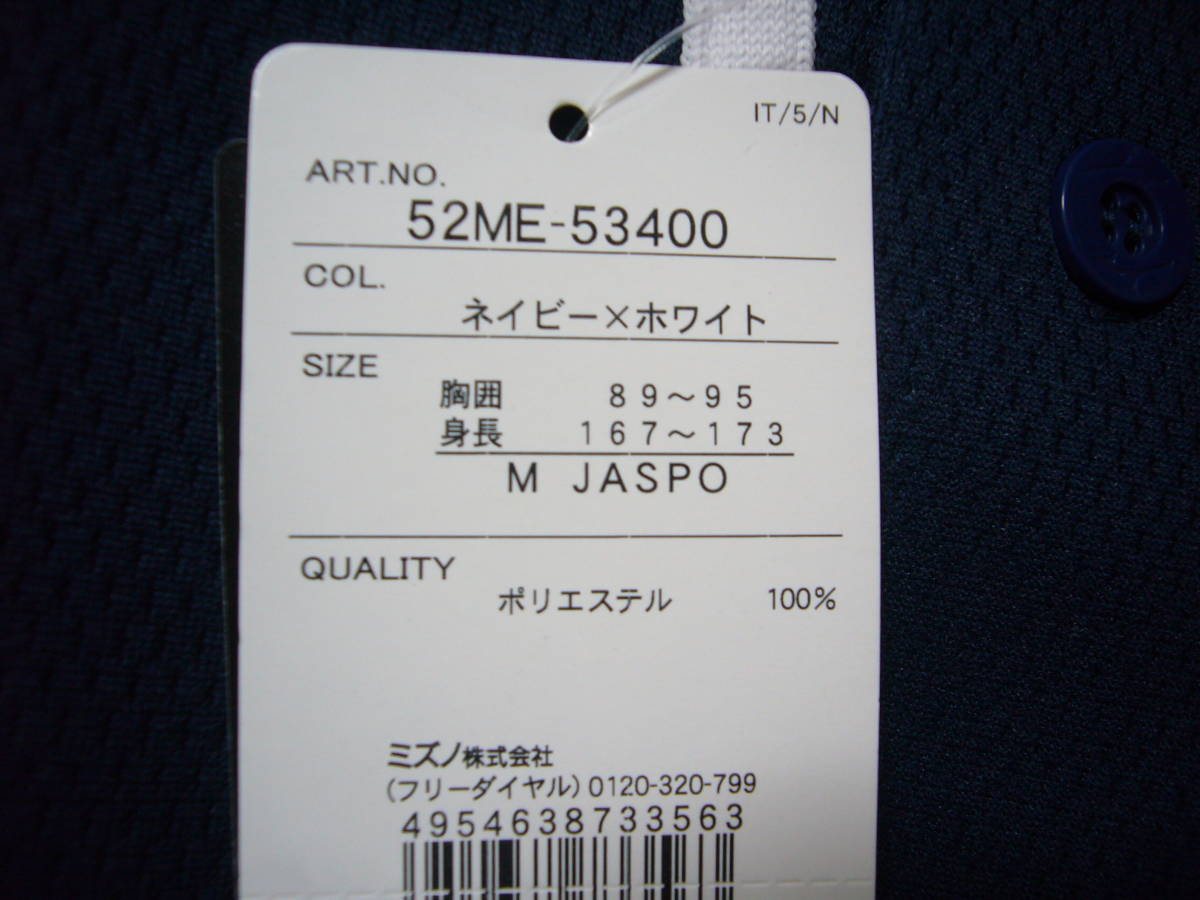 IT/5/N
ART.NO.
52ME-53400
COL.
ネイビー×ホワイト
SIZE
胸囲 89～95
身長 167～173
M JASPO
QUALITY
ポリエステル 100%
ミズノ株式会社
(フリーダイヤル)0120-320-799
4954638733563